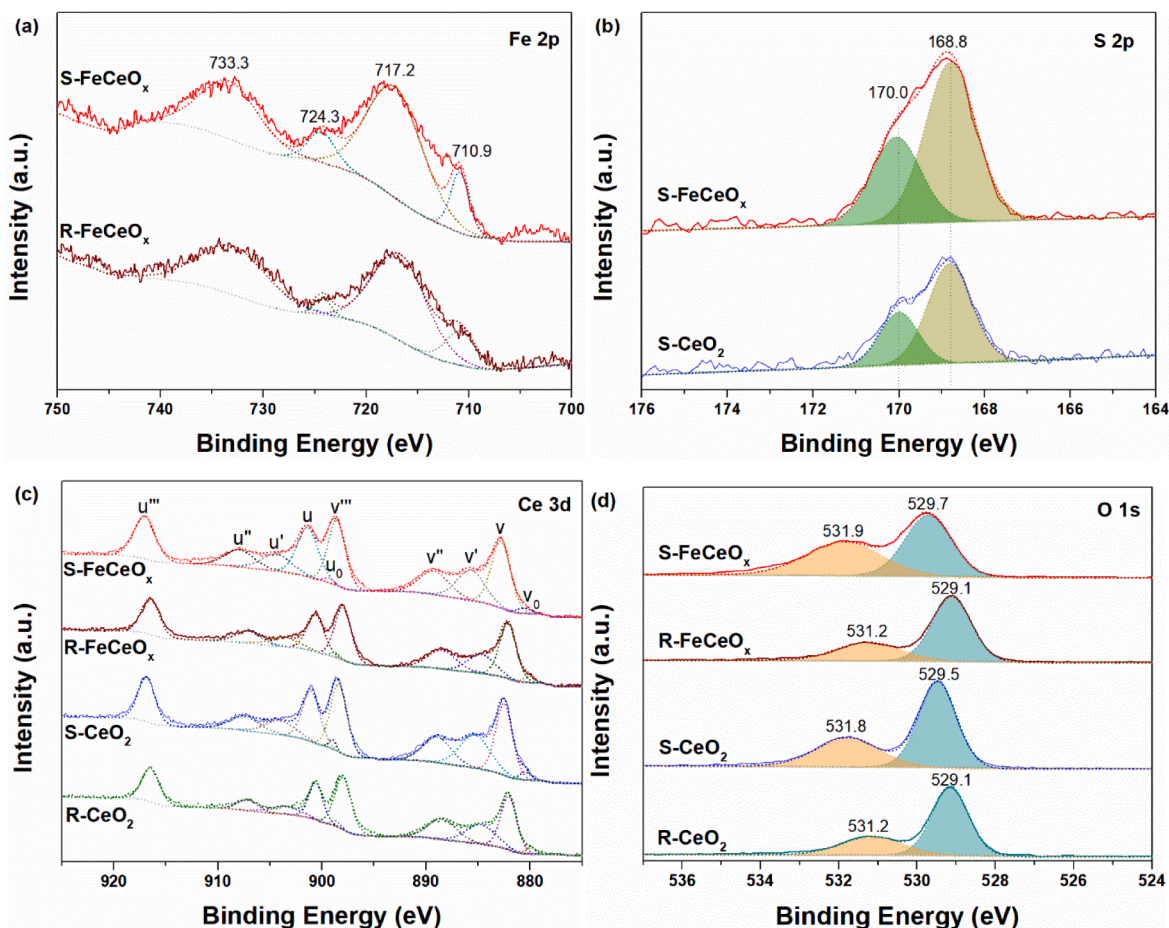 (a)
Fe 2p
733.3
717.2
S-FeCeOₓ
724.3
710.9
R-FeCeOₓ
Intensity (a.u.)
750 740 730 720 710 700
Binding Energy (eV)
(b)
S 2p
168.8
170.0
S-FeCeOₓ
S-CeO₂
Intensity (a.u.)
176 174 172 170 168 166 164
Binding Energy (eV)
(c)
Ce 3d
u''' u'' u' u u₀ v''' v'' v' v v₀
S-FeCeOₓ
R-FeCeOₓ
S-CeO₂
R-CeO₂
Intensity (a.u.)
920 910 900 890 880
Binding Energy (eV)
(d)
O 1s
529.7
531.9
S-FeCeOₓ
529.1
531.2
R-FeCeOₓ
529.5
531.8
S-CeO₂
529.1
531.2
R-CeO₂
Intensity (a.u.)
536 534 532 530 528 526 524
Binding Energy (eV)